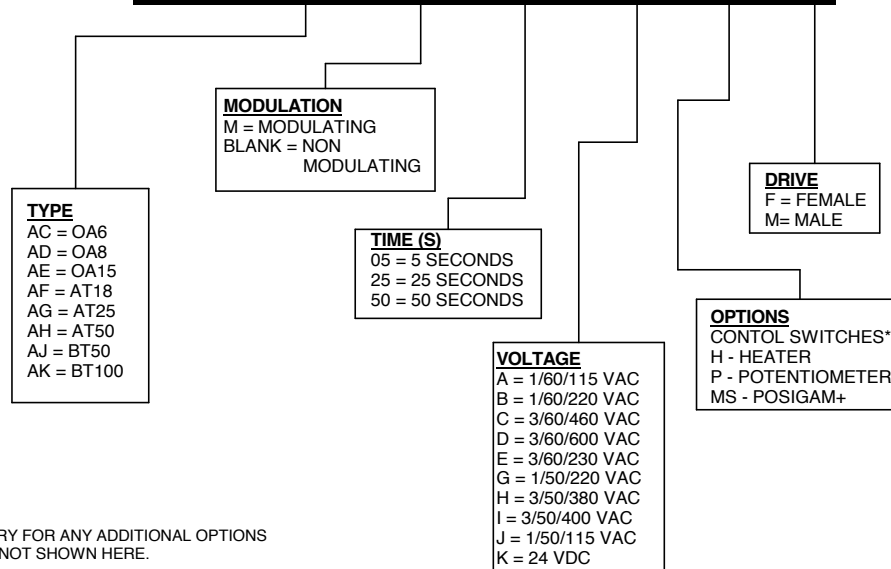 MODULATION
M = MODULATING
BLANK = NON
MODULATING
TYPE
AC = OA6
AD = OA8
AE = OA15
AF = AT18
AG = AT25
AH = AT50
AJ = BT50
AK = BT100
TIME (S)
05 = 5 SECONDS
25 = 25 SECONDS
50 = 50 SECONDS
VOLTAGE
A = 1/60/115 VAC
B = 1/60/220 VAC
C = 3/60/460 VAC
D = 3/60/600 VAC
E = 3/60/230 VAC
G = 1/50/220 VAC
H = 3/50/380 VAC
I = 3/50/400 VAC
J = 1/50/115 VAC
K = 24 VDC
DRIVE
F = FEMALE
M= MALE
OPTIONS
CONTOL SWITCHES*
H - HEATER
P - POTENTIOMETER
MS - POSIGAM+
RY FOR ANY ADDITIONAL OPTIONS
NOT SHOWN HERE.